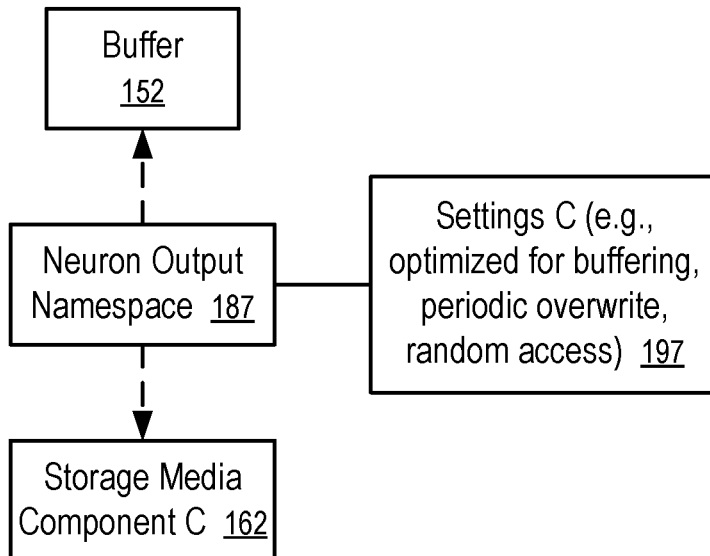 Buffer
152
Neuron Output
Namespace 187
Settings C (e.g.,
optimized for buffering,
periodic overwrite,
random access) 197
Storage Media
Component C 162